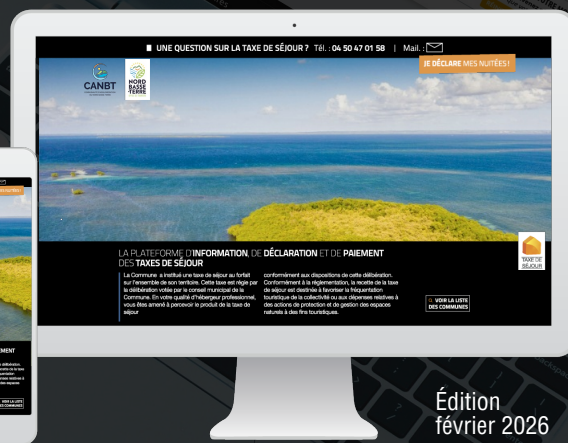 UNE QUESTION SUR LA TAXE DE SÉJOUR ? Tél. : 04 50 47 01 58 | Mail. :
JE DÉCLARE MES NUITÉES !
CANBT
NORD
BASSE
-TERRE
LA PLATEFORME D'INFORMATION, DE DÉCLARATION ET DE PAIEMENT
DES TAXES DE SÉJOUR
La Commune a institué une taxe de séjour au forfait
sur l'ensemble de son territoire. Cette taxe est régie par
la délibération votée par le conseil municipal de la
Commune. En votre qualité d'hébergeur professionnel,
vous êtes amené à percevoir le produit de la taxe de
séjour
conformément aux dispositions de cette délibération.
Conformément à la réglementation, la recette de la taxe
de séjour est destinée à favoriser la fréquentation
touristique de la collectivité ou aux dépenses relatives à
des actions de protection et de gestion des espaces
naturels à des fins touristiques.
TAXE DE
SÉJOUR
VOIR LA LISTE
DES COMMUNES
Édition
février 2026